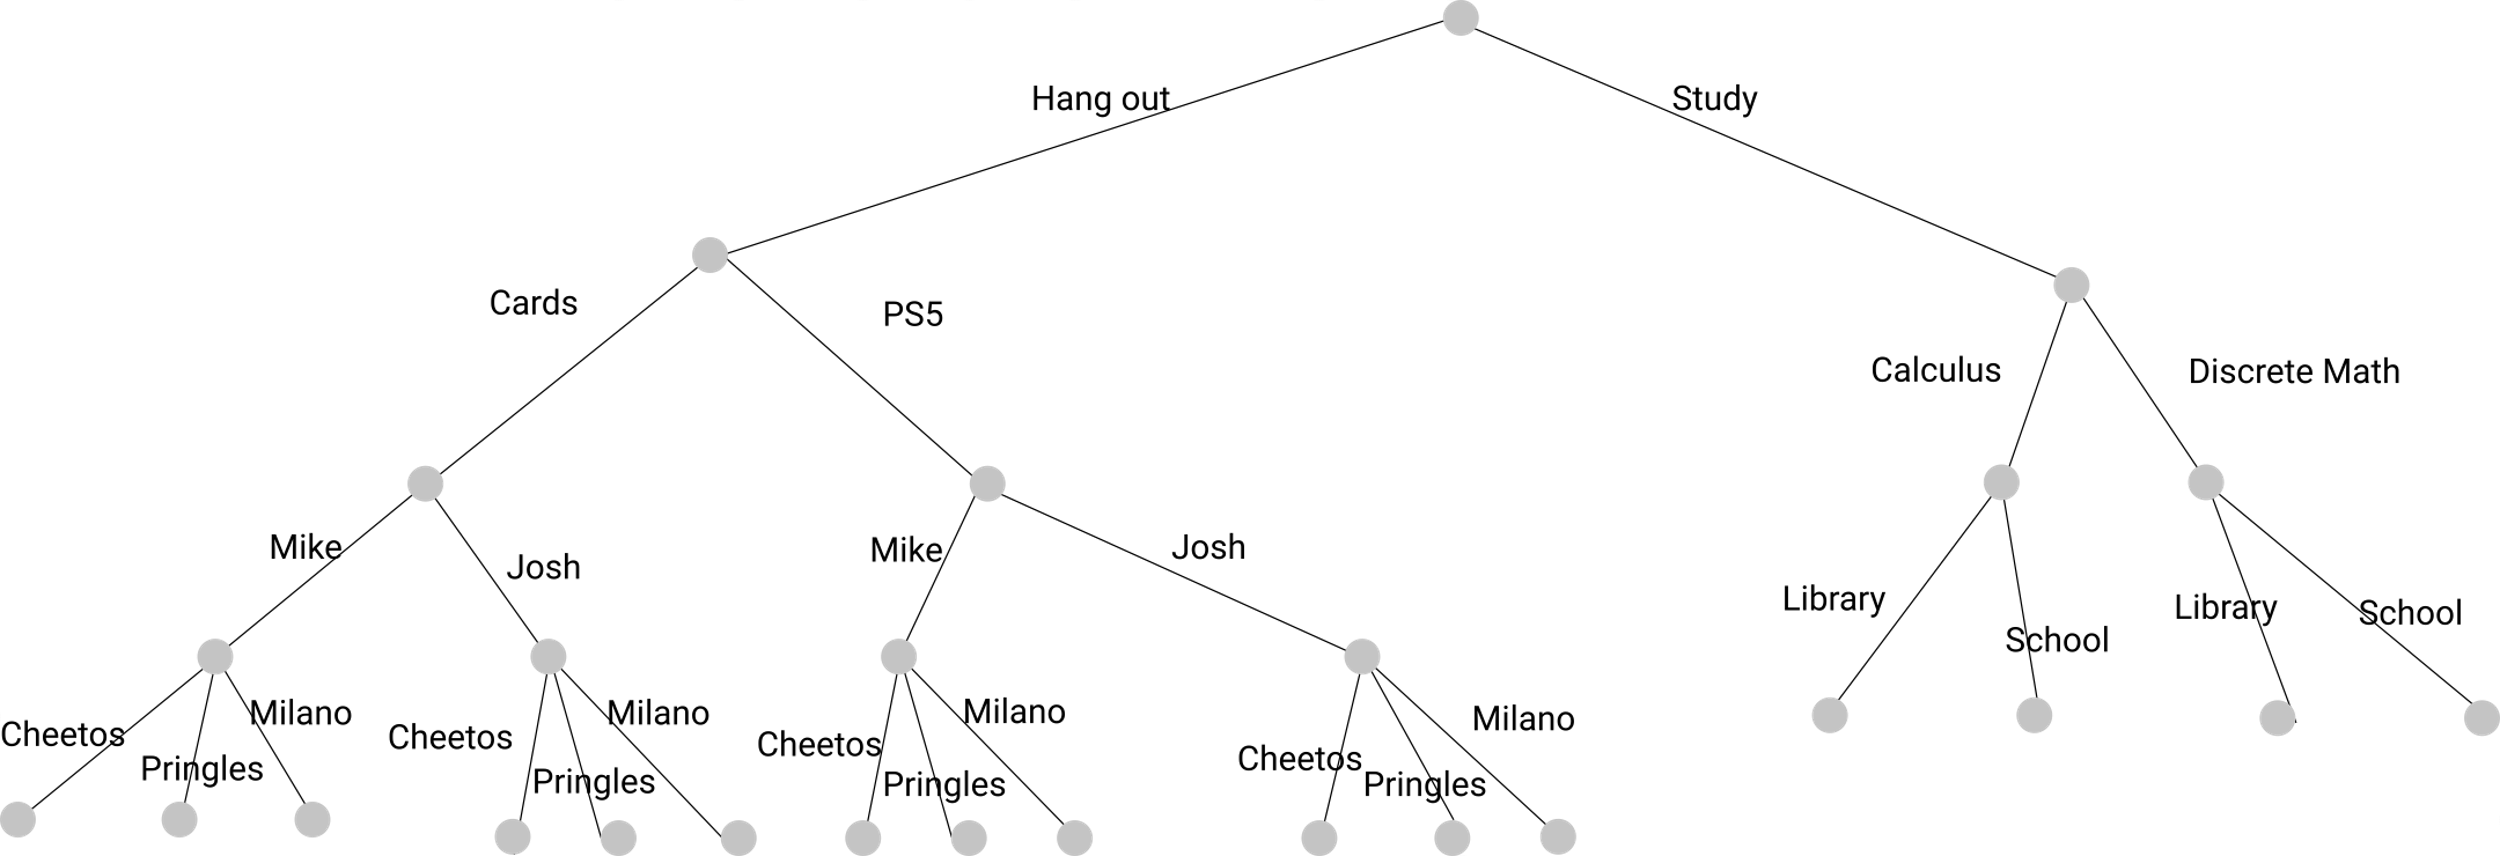 Hang out
Study
Cards
PS5
Calculus
Discrete Math
Mike
Josh
Mike
Josh
Library
School
Library
School
Cheetos
Pringles
Milano
Cheetos
Pringles
Milano
Cheetos
Pringles
Milano
Cheetos
Pringles
Milano